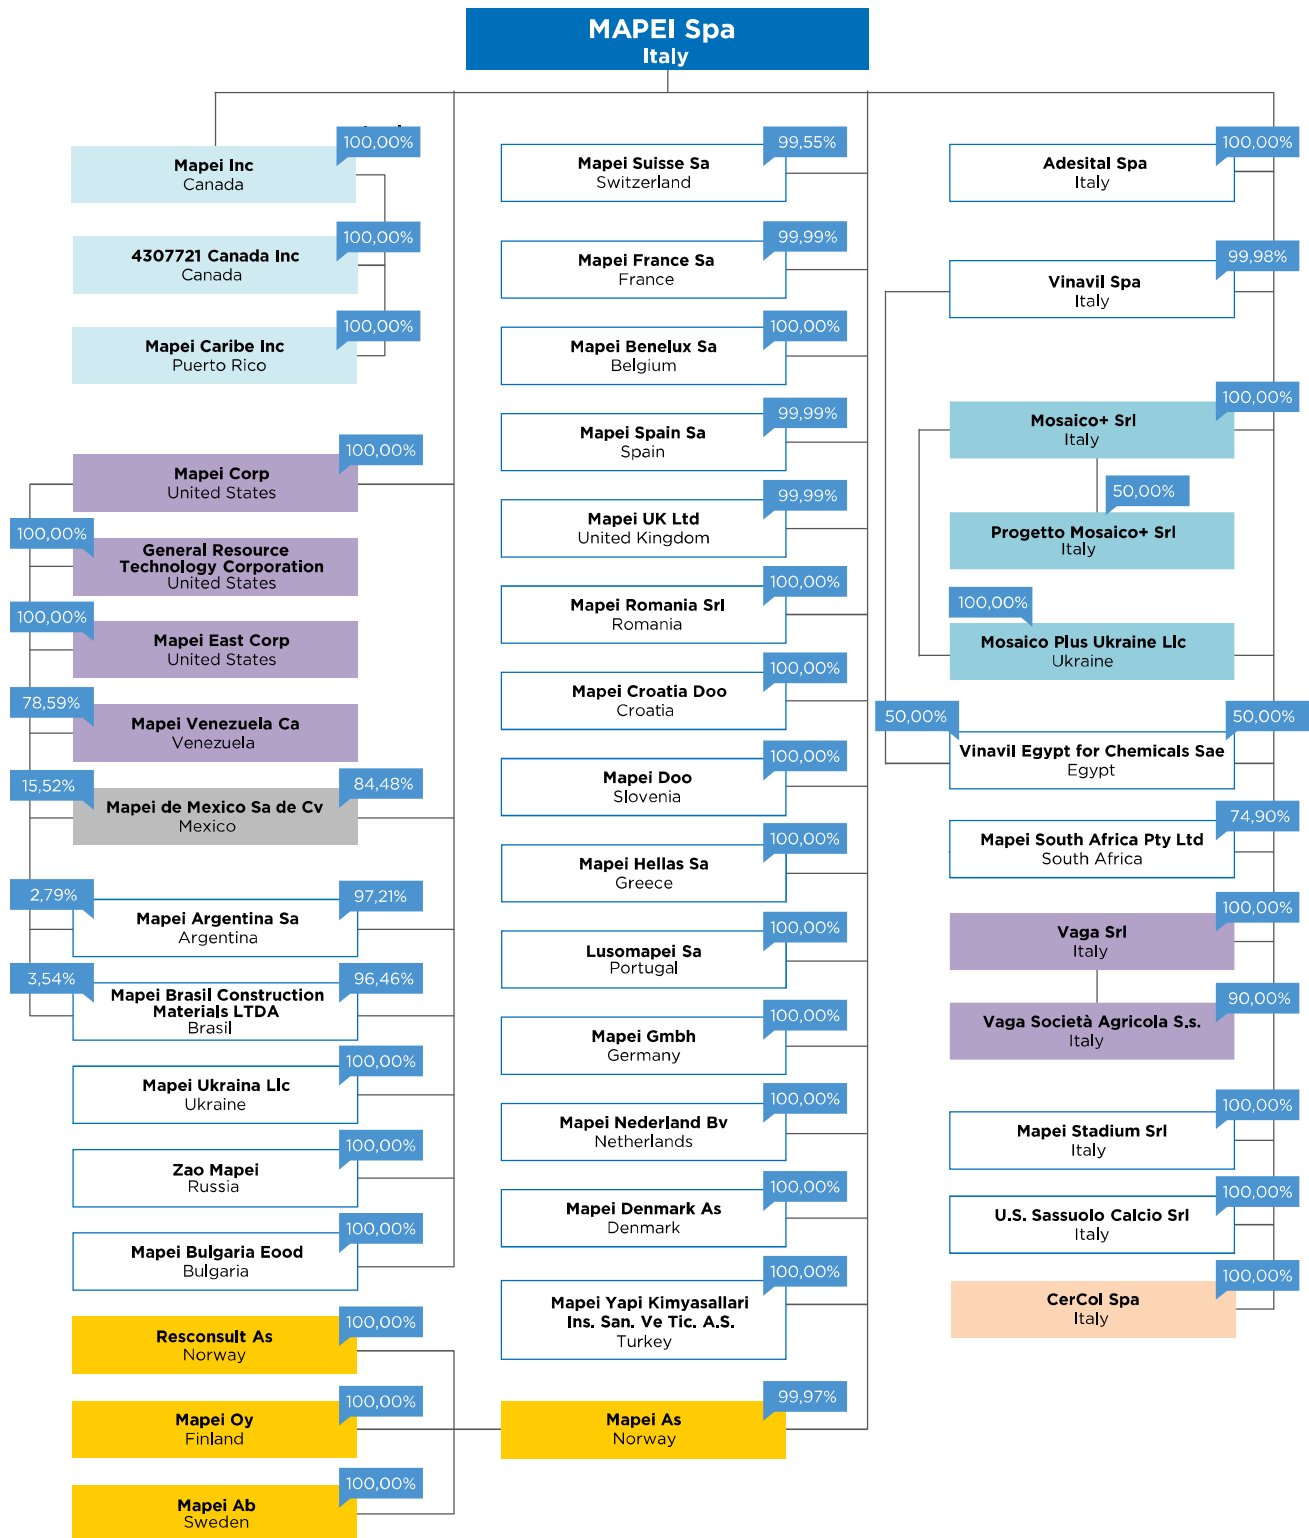 MAPEI Spa
Italy
100,00%
Mapei Inc
Canada
100,00%
4307721 Canada Inc
Canada
100,00%
Mapei Caribe Inc
Puerto Rico
100,00%
Mapei Corp
United States
100,00%
General Resource
Technology Corporation
United States
100,00%
Mapei East Corp
United States
78,59%
Mapei Venezuela Ca
Venezuela
15,52%
84,48%
Mapei de Mexico Sa de Cv
Mexico
2,79%
97,21%
Mapei Argentina Sa
Argentina
3,54%
96,46%
Mapei Brasil Construction
Materials LTDA
Brasil
100,00%
Mapei Ukraina Llc
Ukraine
100,00%
Zao Mapei
Russia
100,00%
Mapei Bulgaria Eood
Bulgaria
100,00%
Resconsult As
Norway
100,00%
Mapei Oy
Finland
100,00%
Mapei Ab
Sweden
99,55%
Mapei Suisse Sa
Switzerland
99,99%
Mapei France Sa
France
100,00%
Mapei Benelux Sa
Belgium
99,99%
Mapei Spain Sa
Spain
99,99%
Mapei UK Ltd
United Kingdom
100,00%
Mapei Romania Srl
Romania
100,00%
Mapei Croatia Doo
Croatia
100,00%
Mapei Doo
Slovenia
100,00%
Mapei Hellas Sa
Greece
100,00%
Lusomapei Sa
Portugal
100,00%
Mapei Gmbh
Germany
100,00%
Mapei Nederland Bv
Netherlands
100,00%
Mapei Denmark As
Denmark
100,00%
Mapei Yapi Kimyasallari
Ins. San. Ve Tic. A.S.
Turkey
99,97%
Mapei As
Norway
100,00%
Adesital Spa
Italy
99,98%
Vinavil Spa
Italy
100,00%
Mosaico+ Srl
Italy
50,00%
Progetto Mosaico+ Srl
Italy
100,00%
Mosaico Plus Ukraine Llc
Ukraine
50,00%
50,00%
Vinavil Egypt for Chemicals Sae
Egypt
74,90%
Mapei South Africa Pty Ltd
South Africa
100,00%
Vaga Srl
Italy
90,00%
Vaga Società Agricola S.s.
Italy
100,00%
Mapei Stadium Srl
Italy
100,00%
U.S. Sassuolo Calcio Srl
Italy
100,00%
CerCol Spa
Italy